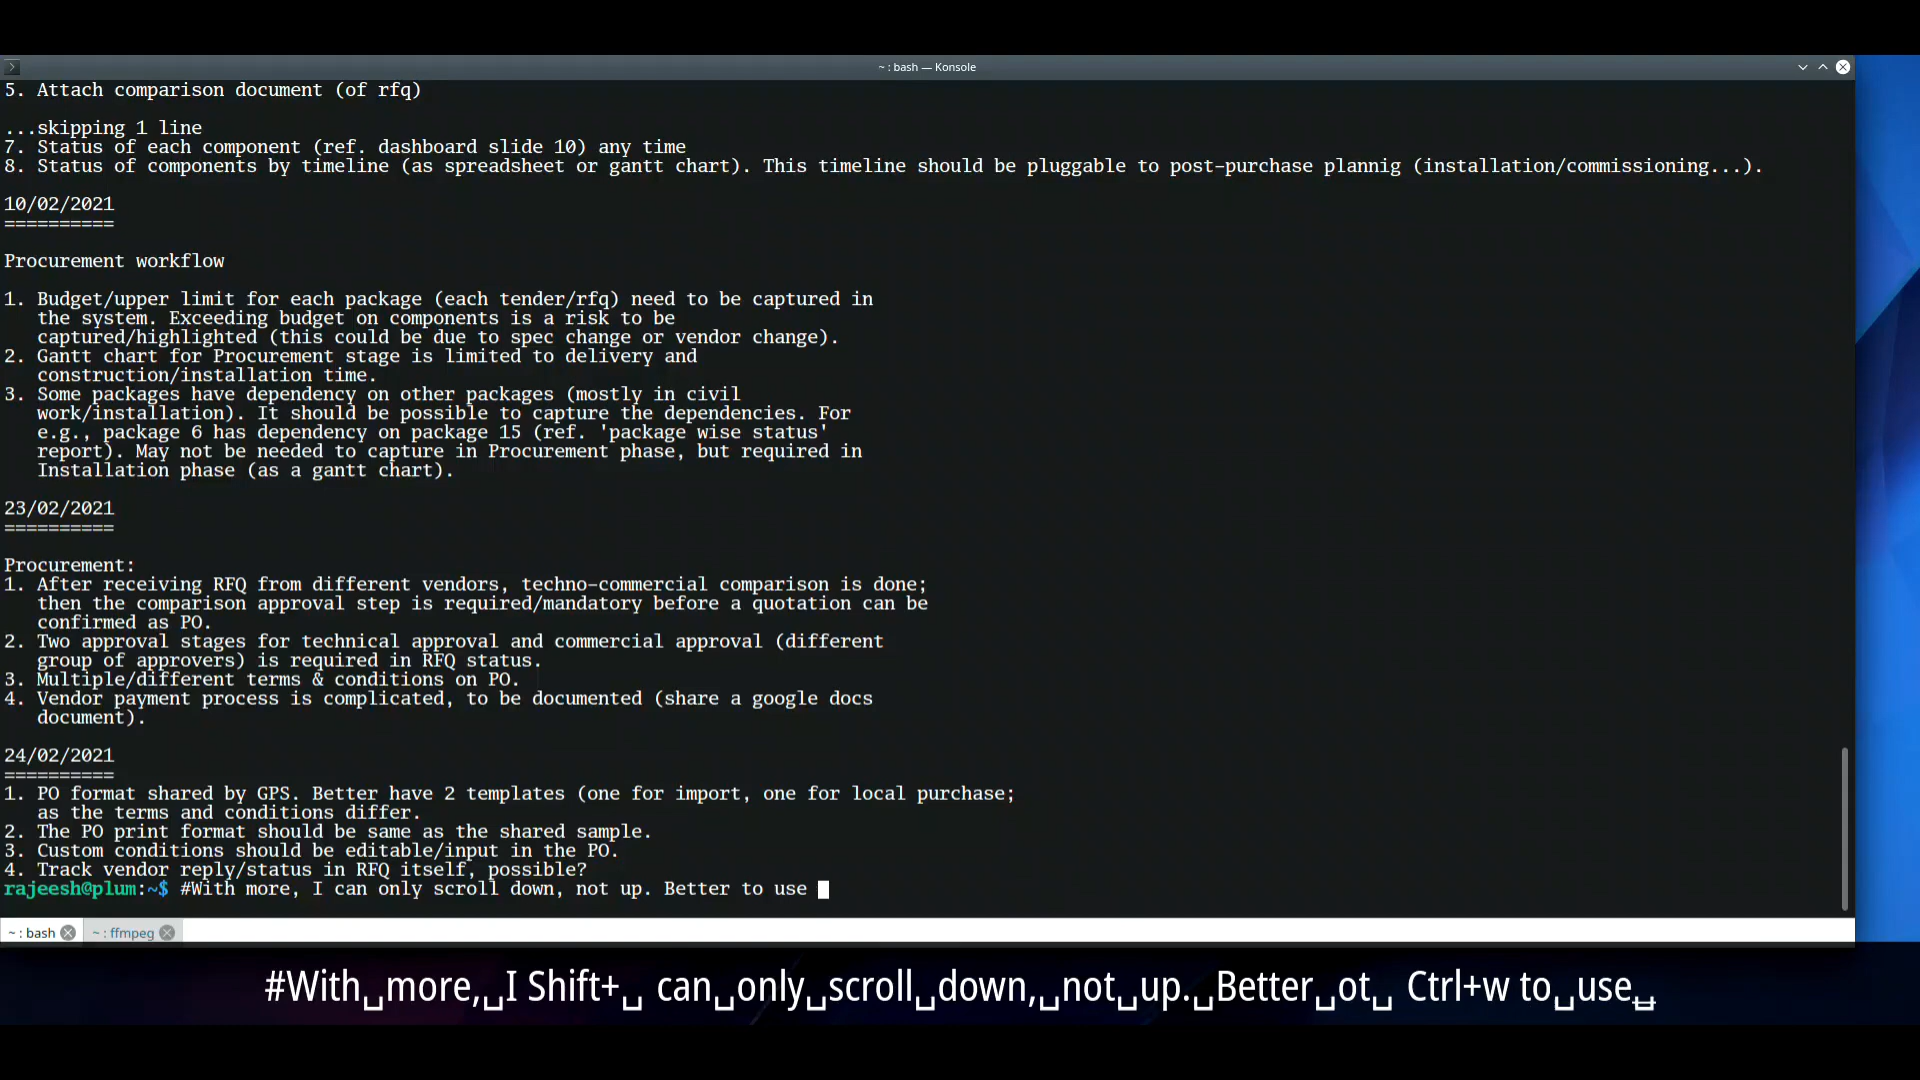 ~ : bash — Konsole
5. Attach comparison document (of rfq)
...skipping 1 line
7. Status of each component (ref. dashboard slide 10) any time
8. Status of components by timeline (as spreadsheet or gantt chart). This timeline should be pluggable to post-purchase plannig (installation/commissioning...).
10/02/2021
==========
Procurement workflow
1. Budget/upper limit for each package (each tender/rfq) need to be captured in
the system. Exceeding budget on components is a risk to be
captured/highlighted (this could be due to spec change or vendor change).
2. Gantt chart for Procurement stage is limited to delivery and
construction/installation time.
3. Some packages have dependency on other packages (mostly in civil
work/installation). It should be possible to capture the dependencies. For
e.g., package 6 has dependency on package 15 (ref. 'package wise status'
report). May not be needed to capture in Procurement phase, but required in
Installation phase (as a gantt chart).
23/02/2021
==========
Procurement:
1. After receiving RFQ from different vendors, techno-commercial comparison is done;
then the comparison approval step is required/mandatory before a quotation can be
confirmed as PO.
2. Two approval stages for technical approval and commercial approval (different
group of approvers) is required in RFQ status.
3. Multiple/different terms & conditions on PO.
4. Vendor payment process is complicated, to be documented (share a google docs
document).
24/02/2021
==========
1. PO format shared by GPS. Better have 2 templates (one for import, one for local purchase;
as the terms and conditions differ.
2. The PO print format should be same as the shared sample.
3. Custom conditions should be editable/input in the PO.
4. Track vendor reply/status in RFQ itself, possible?
rajeesh@plum:~$ #With more, I can only scroll down, not up. Better to use
~ : bash ~ : ffmpeg
#With␣more,␣I Shift+␣ can␣only␣scroll␣down,␣not␣up.␣Better␣ot␣ Ctrl+w to␣use␣